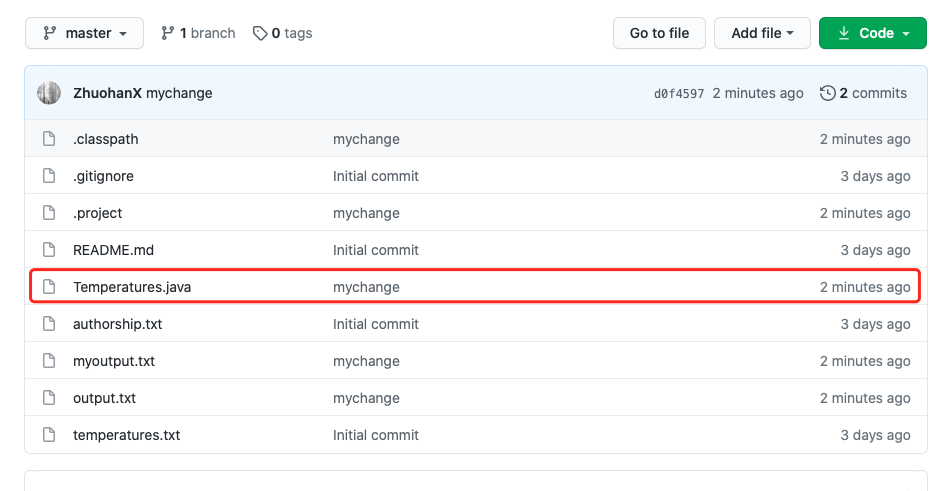 master 1 branch 0 tags Go to file Add file Code
ZhuohanX mychange d0f4597 2 minutes ago 2 commits
.classpath mychange 2 minutes ago
.gitignore Initial commit 3 days ago
.project mychange 2 minutes ago
README.md Initial commit 3 days ago
Temperatures.java mychange 2 minutes ago
authorship.txt Initial commit 3 days ago
myoutput.txt mychange 2 minutes ago
output.txt mychange 2 minutes ago
temperatures.txt Initial commit 3 days ago